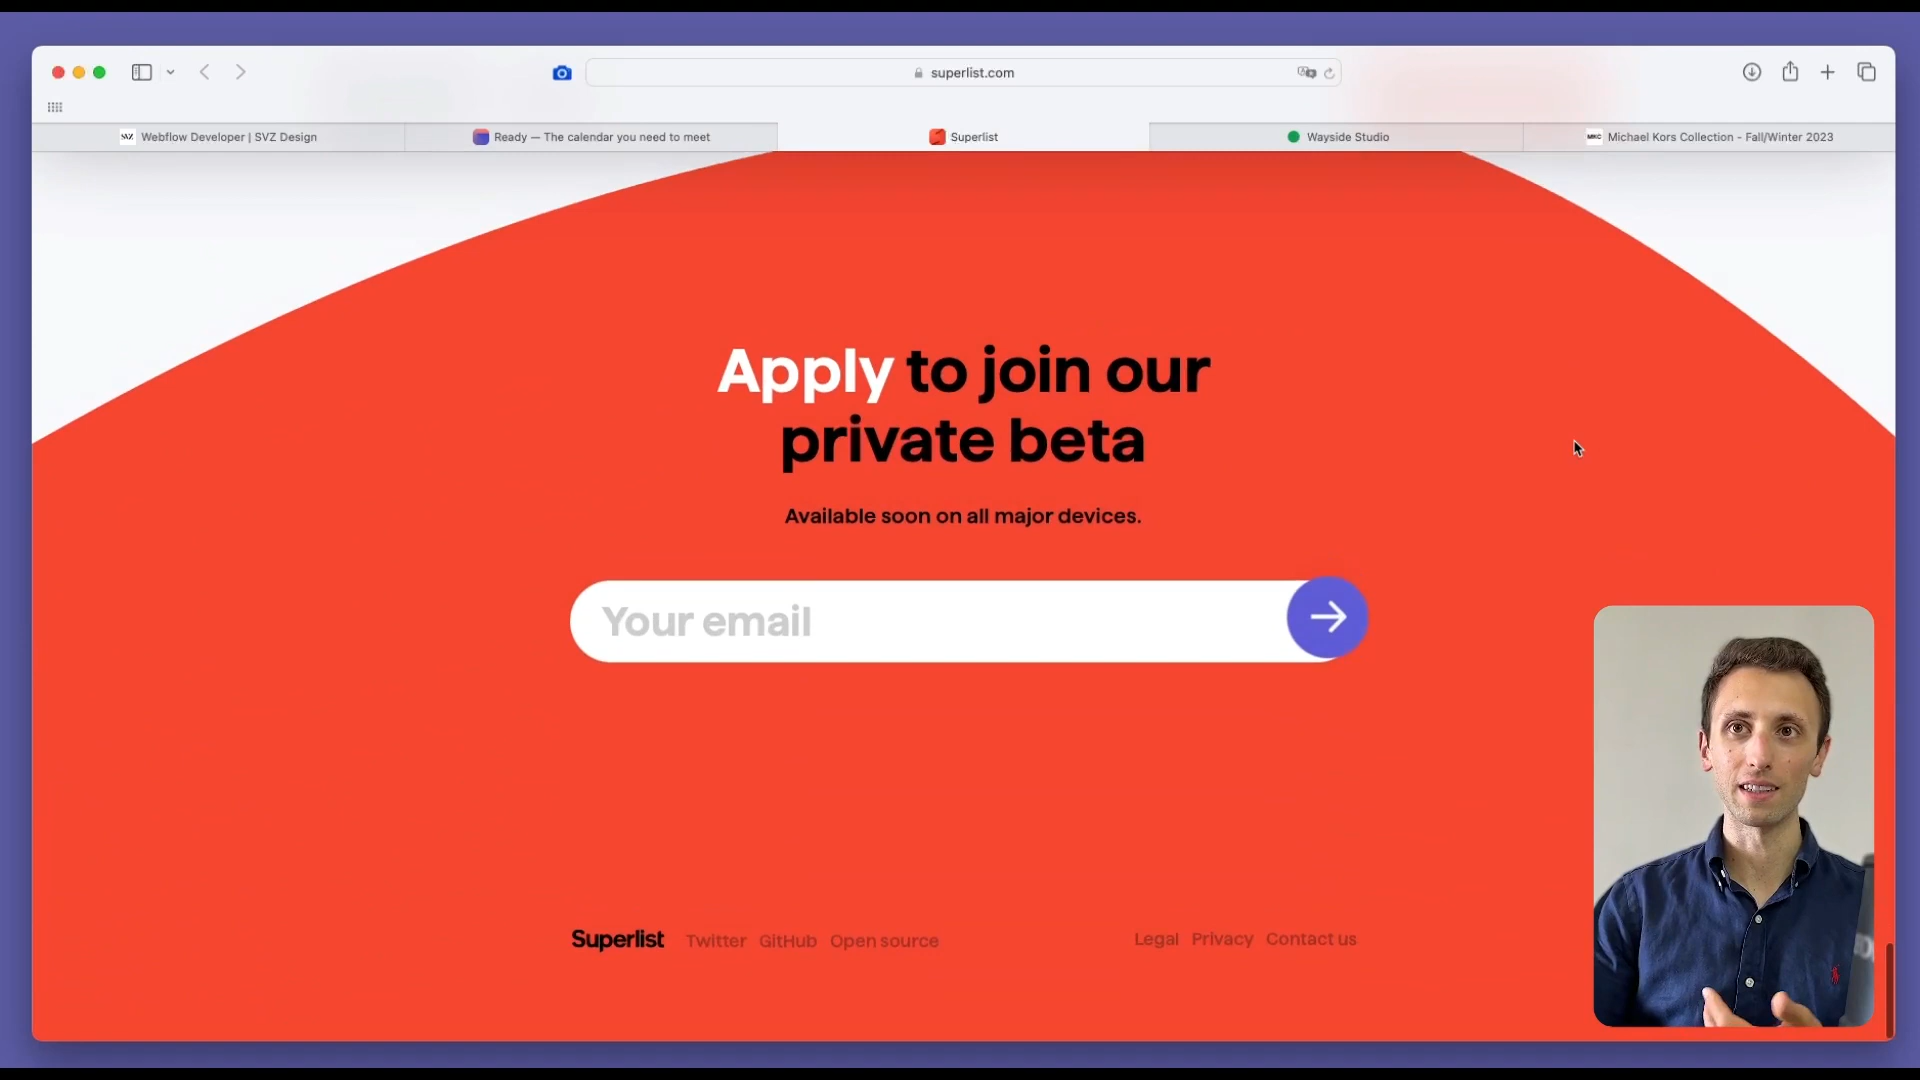 superlist.com
SVZ Webflow Developer | SVZ Design
Ready — The calendar you need to meet
Superlist
Wayside Studio
MKC Michael Kors Collection - Fall/Winter 2023
Apply to join our
private beta
Available soon on all major devices.
Your email
Superlist Twitter GitHub Open source
Legal Privacy Contact us